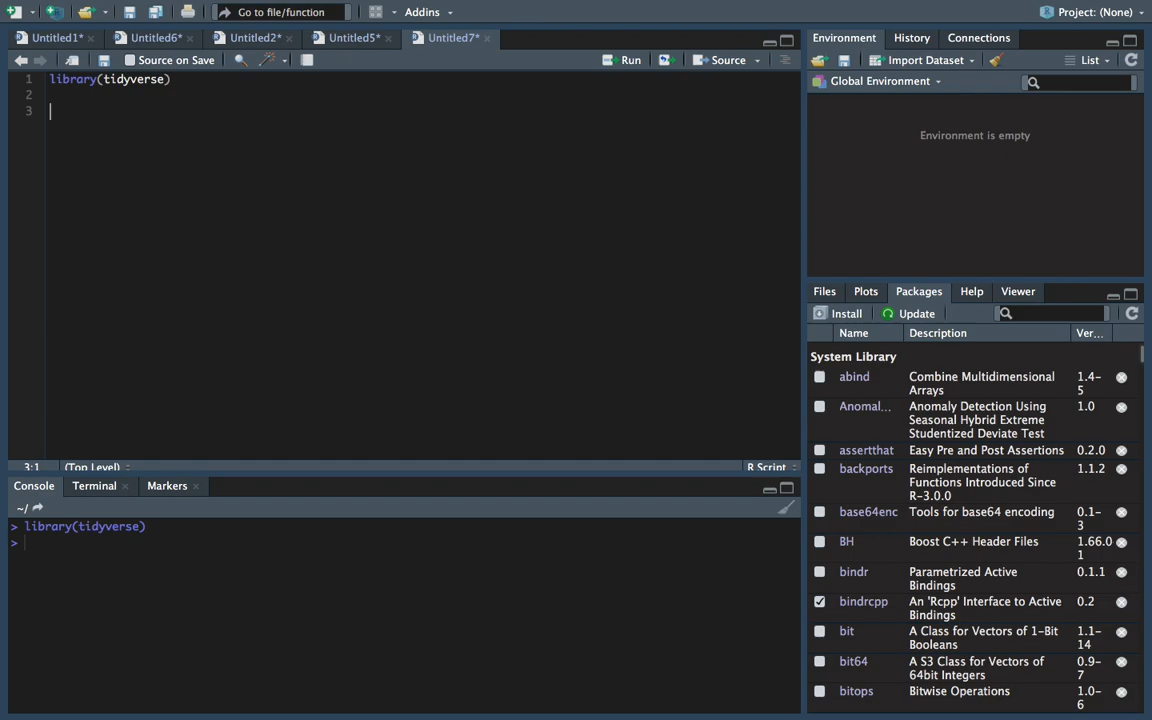 Go to file/function
Addins
Project: (None)
Untitled1*
Untitled6*
Untitled2*
Untitled5*
Untitled7*
Source on Save
Run
Source
1 library(tidyverse)
2
3
3:1 (Top Level)
R Script
Console
Terminal
Markers
~/
> library(tidyverse)
>
Environment
History
Connections
Import Dataset
List
Global Environment
Environment is empty
Files
Plots
Packages
Help
Viewer
Install
Update
Name Description Ver...
System Library
abind Combine Multidimensional 1.4-
Arrays 5
Anomal... Anomaly Detection Using 1.0
Seasonal Hybrid Extreme
Studentized Deviate Test
assertthat Easy Pre and Post Assertions 0.2.0
backports Reimplementations of 1.1.2
Functions Introduced Since
R-3.0.0
base64enc Tools for base64 encoding 0.1-
3
BH Boost C++ Header Files 1.66.0
1
bindr Parametrized Active 0.1.1
Bindings
bindrcpp An 'Rcpp' Interface to Active 0.2
Bindings
bit A Class for Vectors of 1-Bit 1.1-
Booleans 14
bit64 A S3 Class for Vectors of 0.9-
64bit Integers 7
bitops Bitwise Operations 1.0-
6